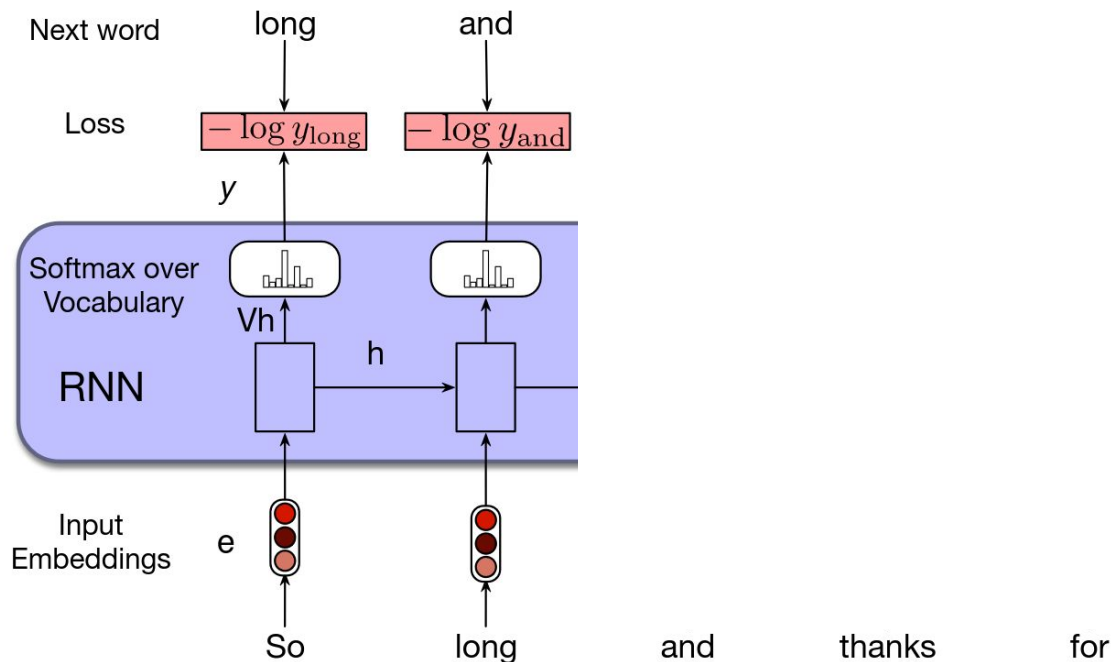 Next word long and
Loss − log y_long − log y_and
y
Softmax over
Vocabulary
Vh
h
RNN
Input
Embeddings
e
So long and thanks for